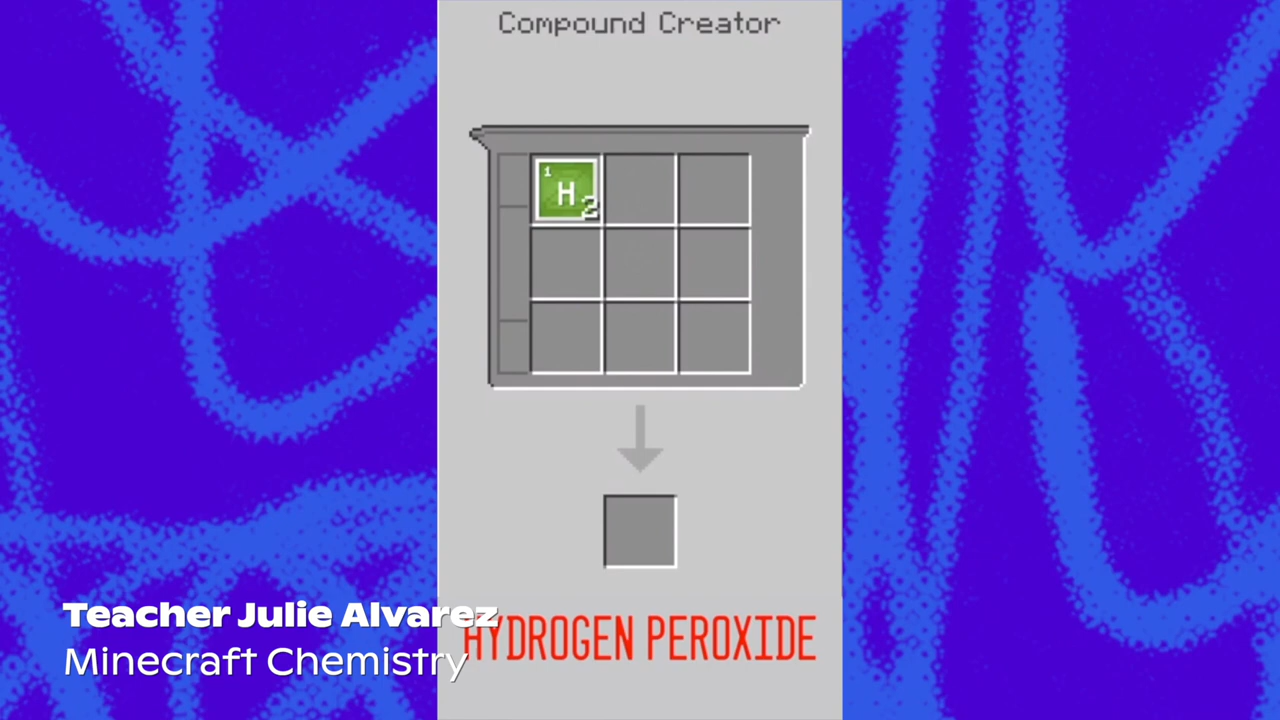 Compound Creator
1
H
2
HYDROGEN PEROXIDE
Teacher Julie Alvarez
Minecraft Chemistry